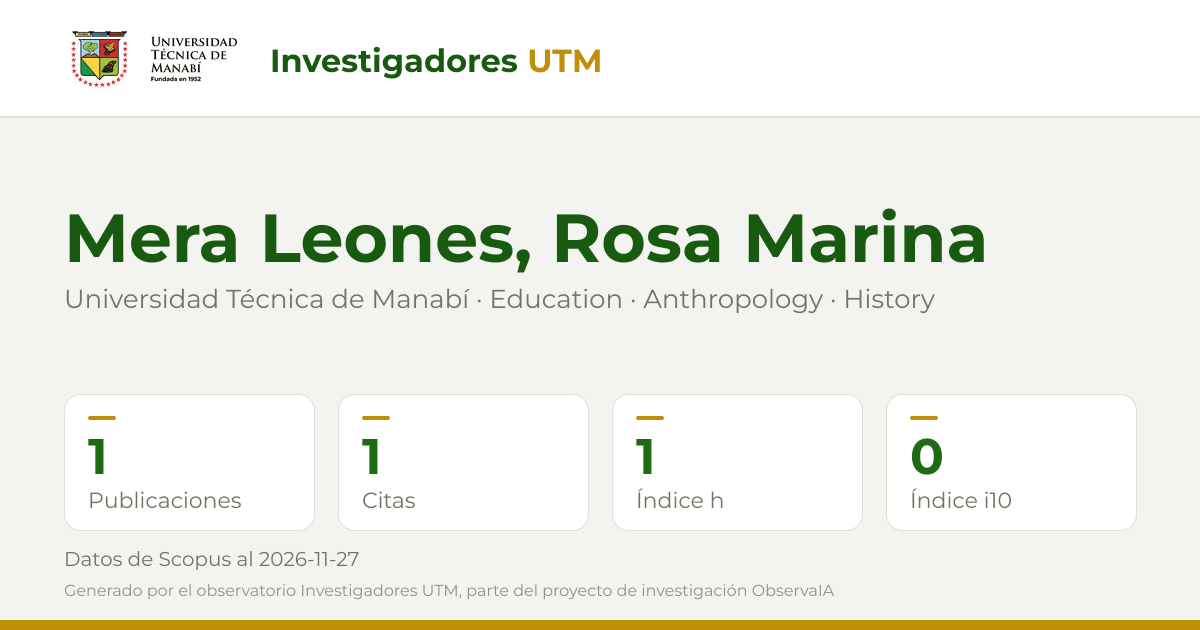 UNIVERSIDAD
TÉCNICA DE
MANABÍ
Fundada en 1952
Investigadores UTM
Mera Leones, Rosa Marina
Universidad Técnica de Manabí · Education · Anthropology · History
1
Publicaciones
1
Citas
1
Índice h
0
Índice i10
Datos de Scopus al 2026-11-27
Generado por el observatorio Investigadores UTM, parte del proyecto de investigación ObservaIA